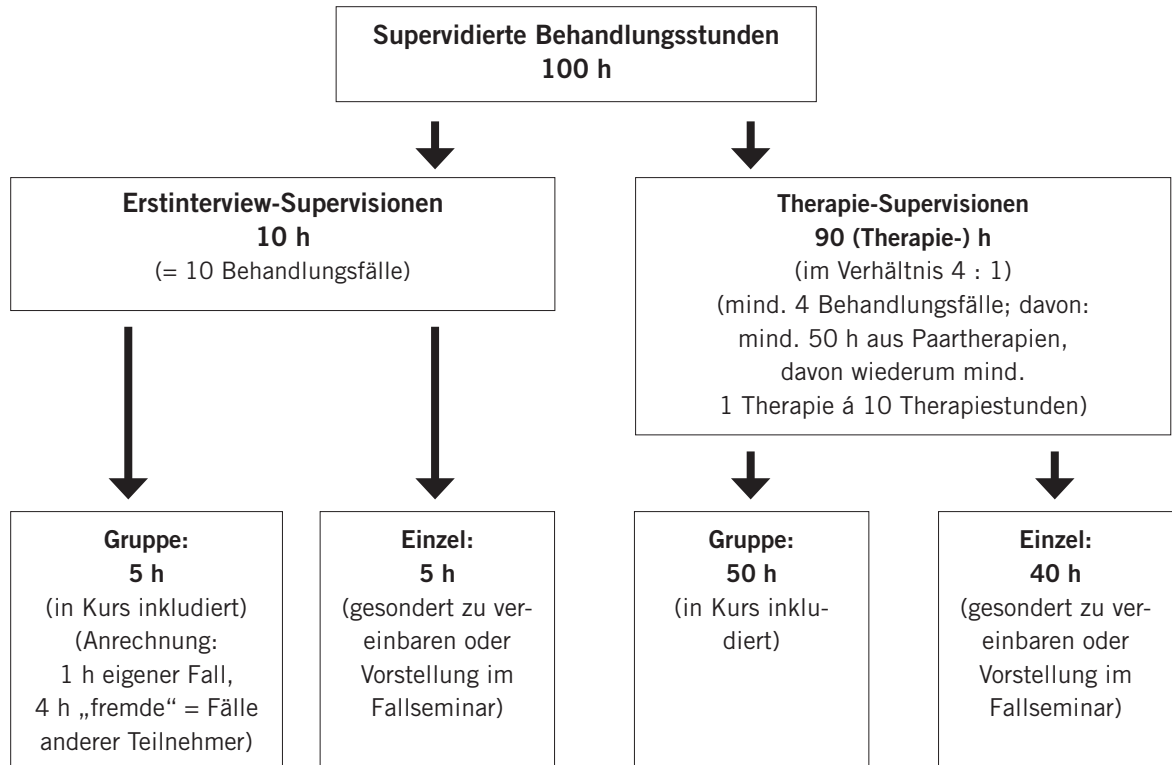 Supervidierte Behandlungsstunden
100 h
Erstinterview-Supervisionen
10 h
(= 10 Behandlungsfälle)
Therapie-Supervisionen
90 (Therapie-) h
(im Verhältnis 4 : 1)
(mind. 4 Behandlungsfälle; davon:
mind. 50 h aus Paartherapien,
davon wiederum mind.
1 Therapie á 10 Therapiestunden)
Gruppe:
5 h
(in Kurs inkludiert)
(Anrechnung:
1 h eigener Fall,
4 h „fremde“ = Fälle
anderer Teilnehmer)
Einzel:
5 h
(gesondert zu ver-
einbaren oder
Vorstellung im
Fallseminar)
Gruppe:
50 h
(in Kurs inklu-
diert)
Einzel:
40 h
(gesondert zu ver-
einbaren oder
Vorstellung im
Fallseminar)